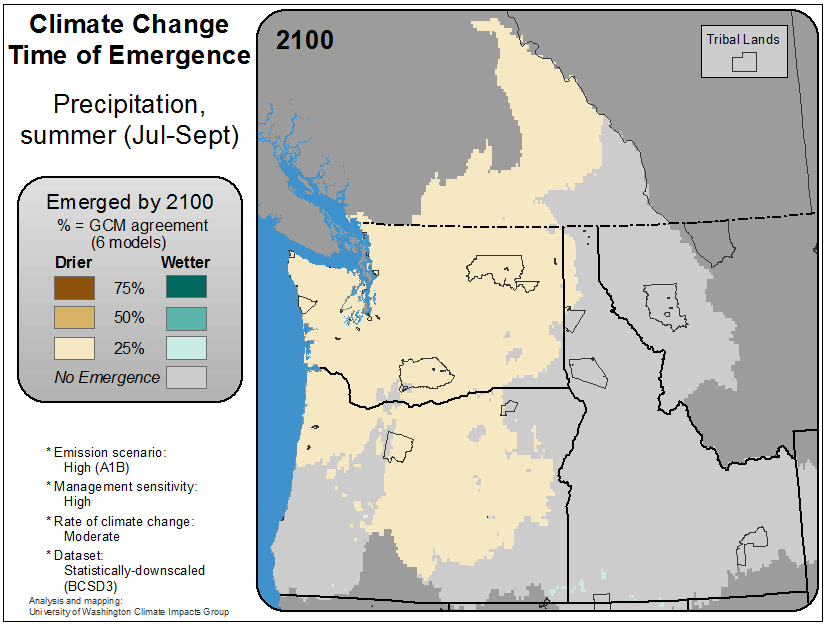 Climate Change
Time of Emergence
Precipitation,
summer (Jul-Sept)
Emerged by 2100
% = GCM agreement
(6 models)
Drier Wetter
75%
50%
25%
No Emergence
* Emission scenario:
High (A1B)
* Management sensitivity:
High
* Rate of climate change:
Moderate
* Dataset:
Statistically-downscaled
(BCSD3)
Analysis and mapping:
University of Washington Climate Impacts Group
2100
Tribal Lands